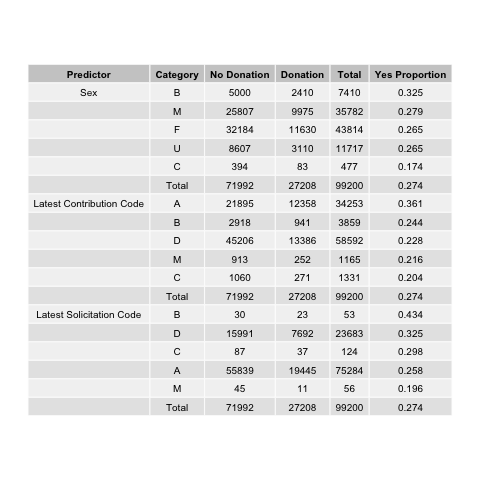 Predictor Category No Donation Donation Total Yes Proportion
Sex B 5000 2410 7410 0.325
M 25807 9975 35782 0.279
F 32184 11630 43814 0.265
U 8607 3110 11717 0.265
C 394 83 477 0.174
Total 71992 27208 99200 0.274
Latest Contribution Code A 21895 12358 34253 0.361
B 2918 941 3859 0.244
D 45206 13386 58592 0.228
M 913 252 1165 0.216
C 1060 271 1331 0.204
Total 71992 27208 99200 0.274
Latest Solicitation Code B 30 23 53 0.434
D 15991 7692 23683 0.325
C 87 37 124 0.298
A 55839 19445 75284 0.258
M 45 11 56 0.196
Total 71992 27208 99200 0.274